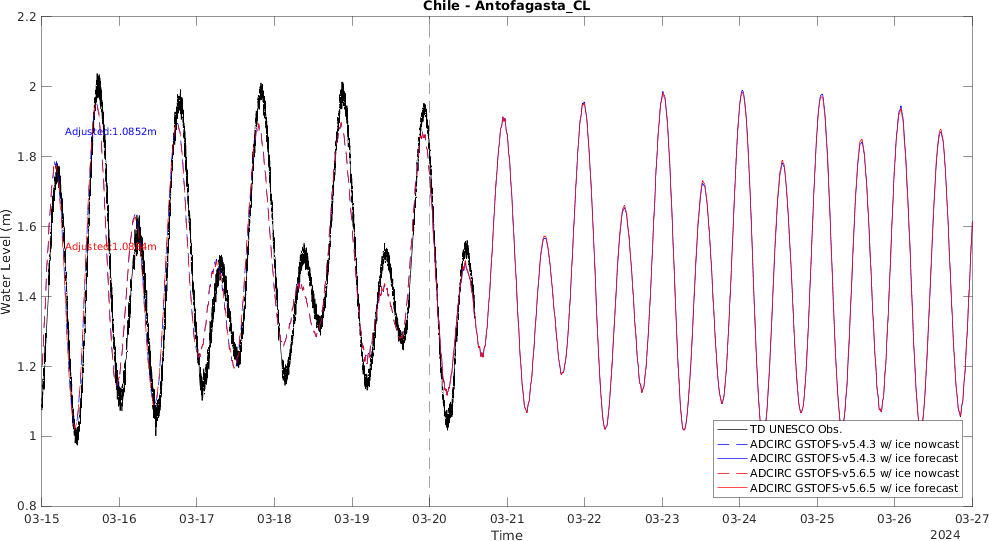 Chile - Antofagasta_CL
2.2
2
1.8
1.6
1.4
1.2
1
0.8
Water Level (m)
Adjusted:1.0852m
03-15
03-16
03-17
03-18
03-19
03-20
03-21
03-22
03-23
03-24
03-25
03-26
03-27
Time
2024
TD UNESCO Obs.
ADCIRC GSTOFS-v5.4.3 w/ ice nowcast
ADCIRC GSTOFS-v5.4.3 w/ ice forecast
ADCIRC GSTOFS-v5.6.5 w/ ice nowcast
ADCIRC GSTOFS-v5.6.5 w/ ice forecast